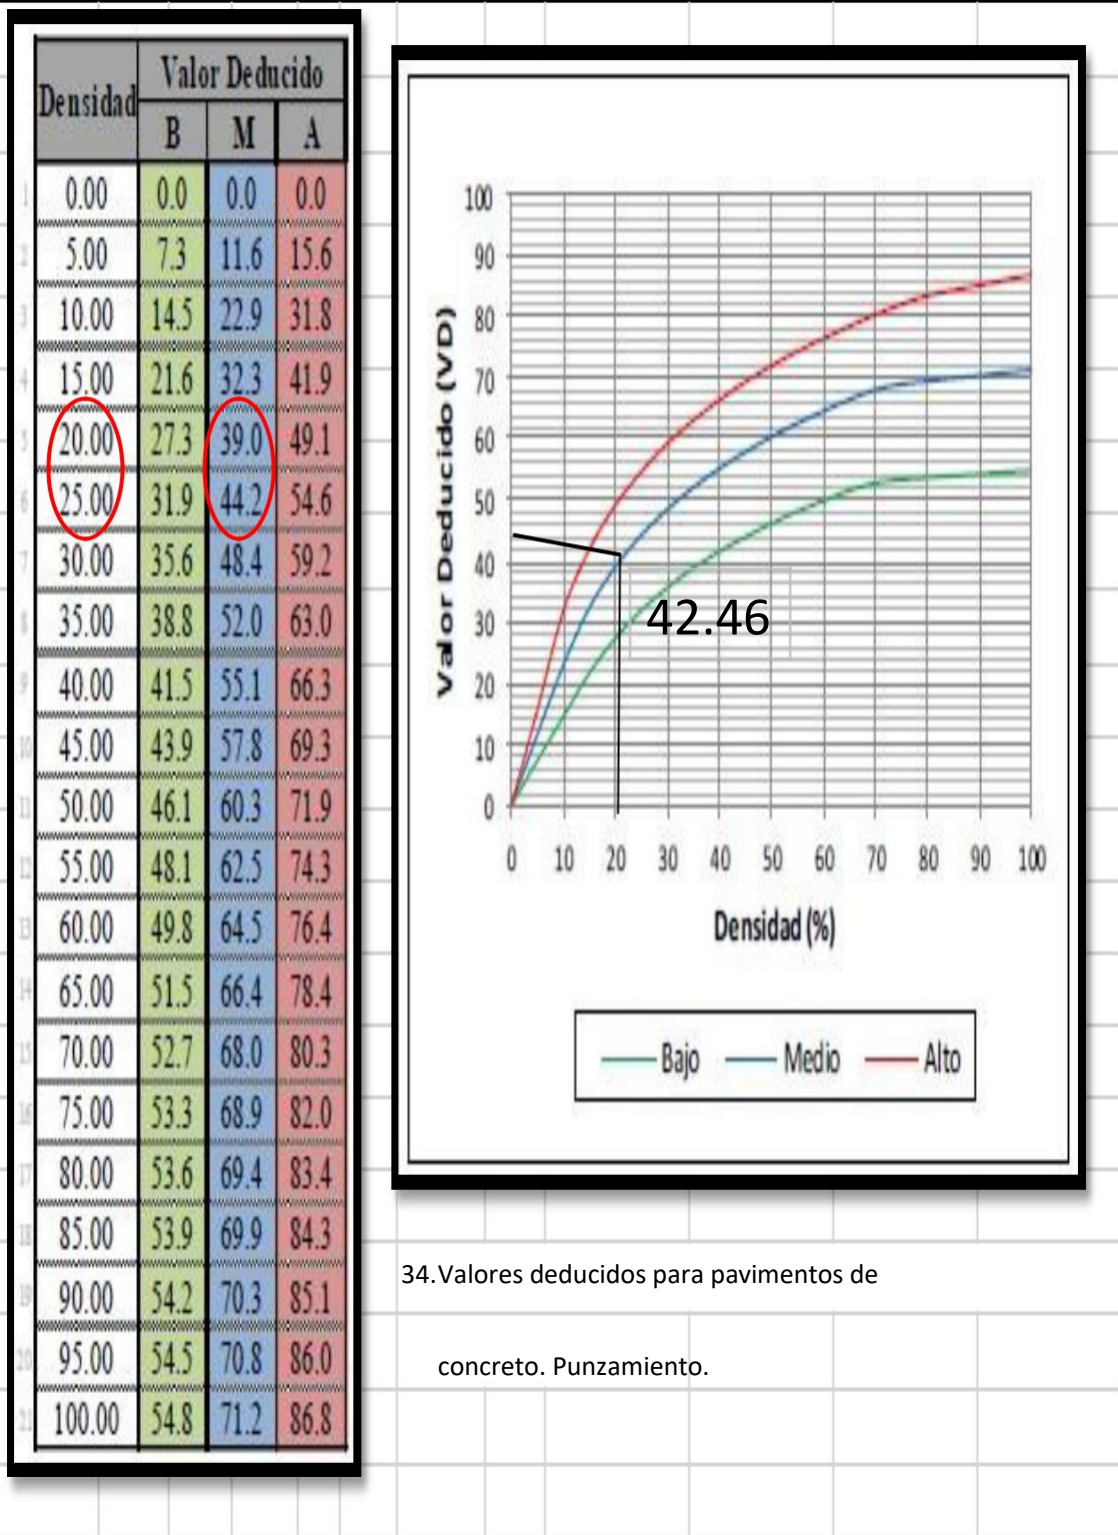 Densidad Valor Deducido
B M A
1 0.00 0.0 0.0 0.0
2 5.00 7.3 11.6 15.6
3 10.00 14.5 22.9 31.8
4 15.00 21.6 32.3 41.9
5 20.00 27.3 39.0 49.1
6 25.00 31.9 44.2 54.6
7 30.00 35.6 48.4 59.2
8 35.00 38.8 52.0 63.0
9 40.00 41.5 55.1 66.3
10 45.00 43.9 57.8 69.3
11 50.00 46.1 60.3 71.9
12 55.00 48.1 62.5 74.3
13 60.00 49.8 64.5 76.4
14 65.00 51.5 66.4 78.4
15 70.00 52.7 68.0 80.3
16 75.00 53.3 68.9 82.0
17 80.00 53.6 69.4 83.4
18 85.00 53.9 69.9 84.3
19 90.00 54.2 70.3 85.1
20 95.00 54.5 70.8 86.0
21 100.00 54.8 71.2 86.8
Valor Deducido (VD)
100
90
80
70
60
50
40
30
20
10
0
42.46
0 10 20 30 40 50 60 70 80 90 100
Densidad (%)
Bajo Medio Alto
34.Valores deducidos para pavimentos de
concreto. Punzamiento.